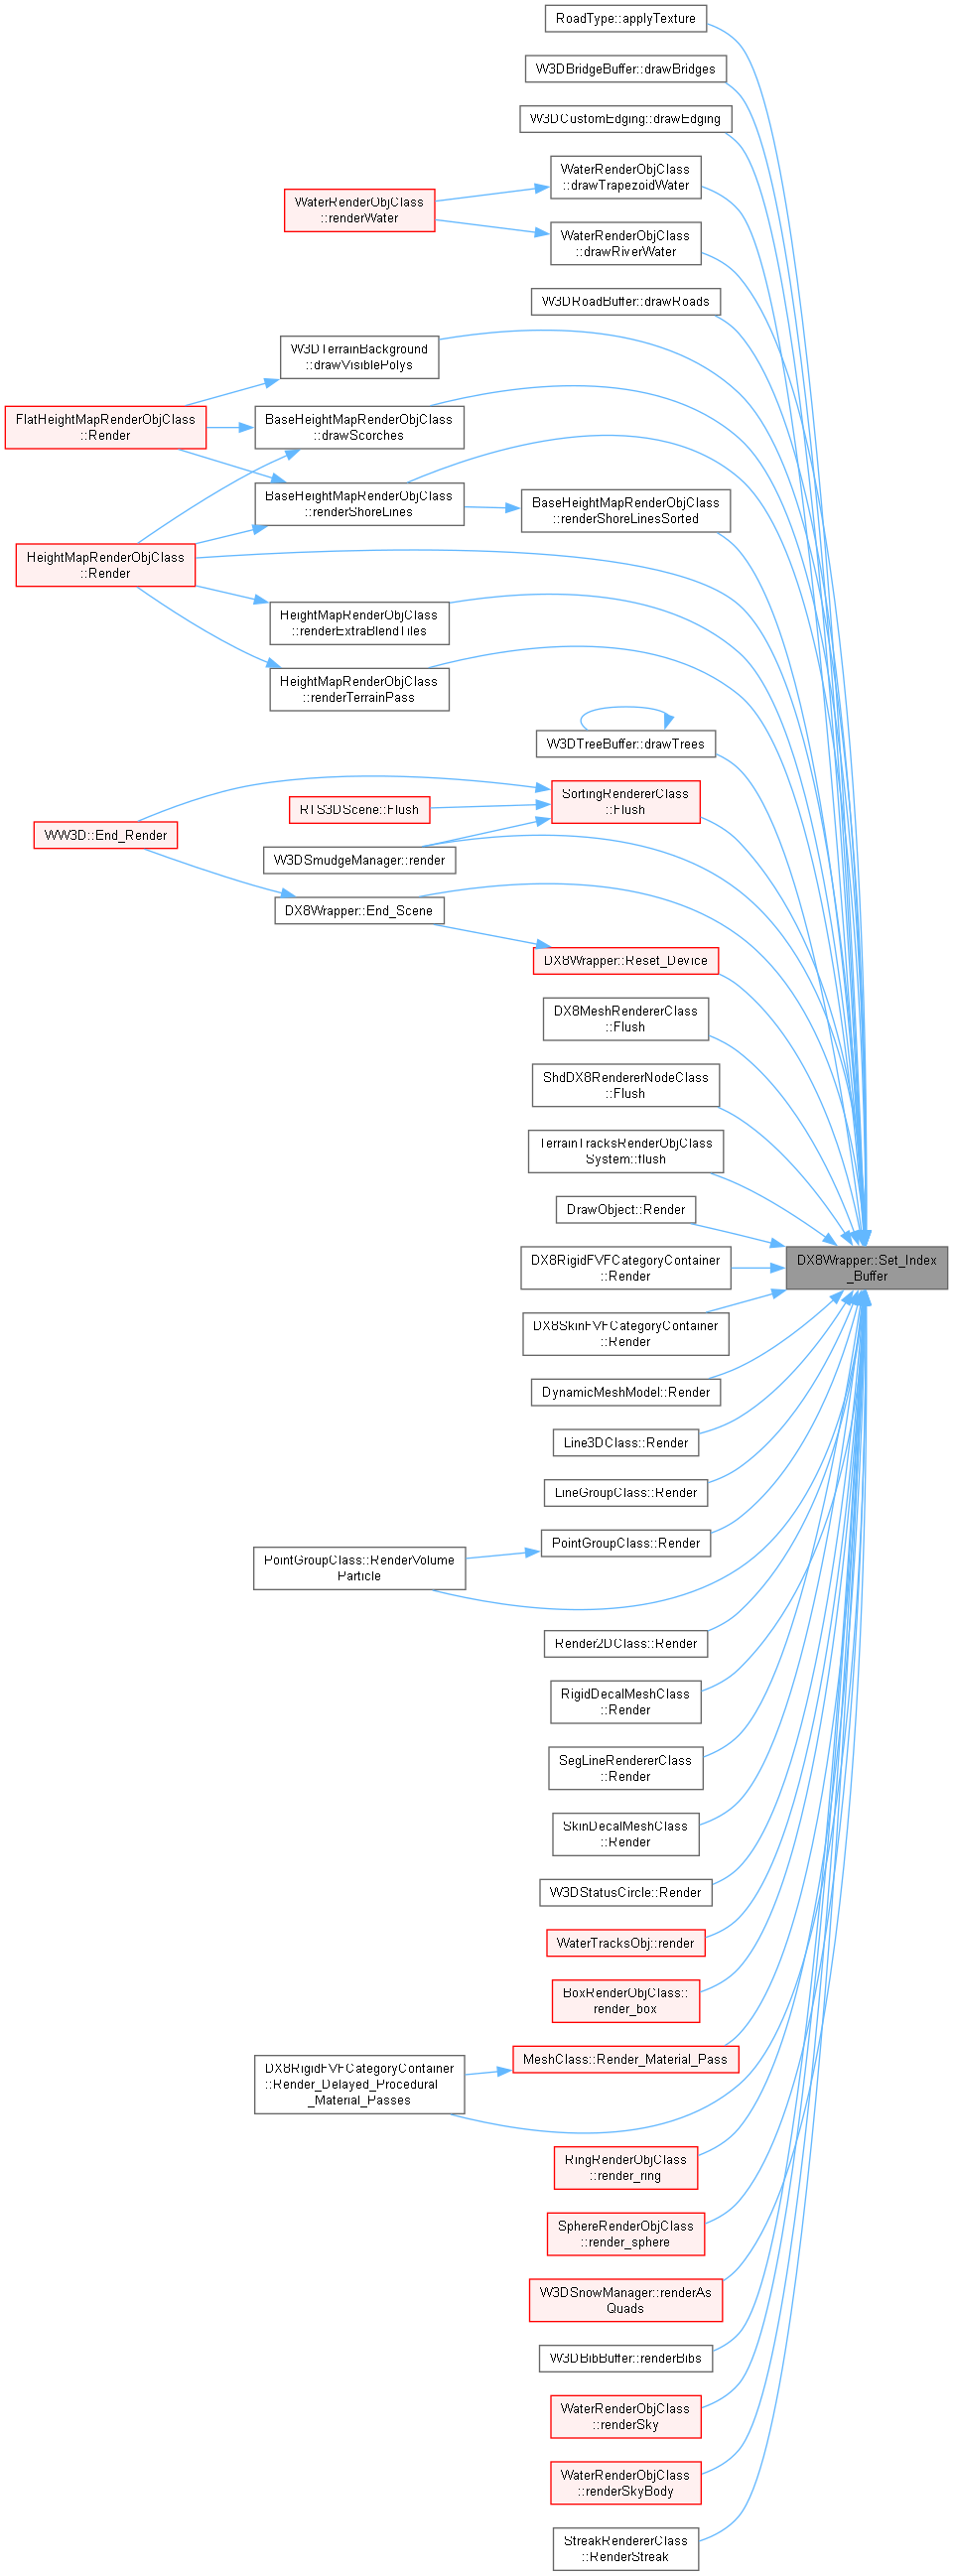 RoadType::applyTexture
W3DBridgeBuffer::drawBridges
W3DCustomEdging::drawEdging
WaterRenderObjClass
::drawTrapezoidWater
WaterRenderObjClass
::renderWater
WaterRenderObjClass
::drawRiverWater
W3DRoadBuffer::drawRoads
W3DTerrainBackground
::drawVisiblePolys
FlatHeightMapRenderObjClass
::Render
BaseHeightMapRenderObjClass
::drawScorches
BaseHeightMapRenderObjClass
::renderShoreLines
BaseHeightMapRenderObjClass
::renderShoreLinesSorted
HeightMapRenderObjClass
::Render
HeightMapRenderObjClass
::renderExtraBlendTiles
HeightMapRenderObjClass
::renderTerrainPass
W3DTreeBuffer::drawTrees
SortingRendererClass
::Flush
RTS3DScene::Flush
WW3D::End_Render
W3DSmudgeManager::render
DX8Wrapper::End_Scene
DX8Wrapper::Reset_Device
DX8MeshRendererClass
::Flush
ShdDX8RendererNodeClass
::Flush
TerrainTracksRenderObjClass
System::flush
DrawObject::Render
DX8Wrapper::Set_Index
_Buffer
DX8RigidFVFCategoryContainer
::Render
DX8SkinFVFCategoryContainer
::Render
DynamicMeshModel::Render
Line3DClass::Render
LineGroupClass::Render
PointGroupClass::Render
PointGroupClass::RenderVolume
Particle
Render2DClass::Render
RigidDecalMeshClass
::Render
SegLineRendererClass
::Render
SkinDecalMeshClass
::Render
W3DStatusCircle::Render
WaterTracksObj::render
BoxRenderObjClass::
render_box
MeshClass::Render_Material_Pass
DX8RigidFVFCategoryContainer
::Render_Delayed_Procedural
_Material_Passes
RingRenderObjClass
::render_ring
SphereRenderObjClass
::render_sphere
W3DSnowManager::renderAs
Quads
W3DBibBuffer::renderBibs
WaterRenderObjClass
::renderSky
WaterRenderObjClass
::renderSkyBody
StreakRendererClass
::RenderStreak